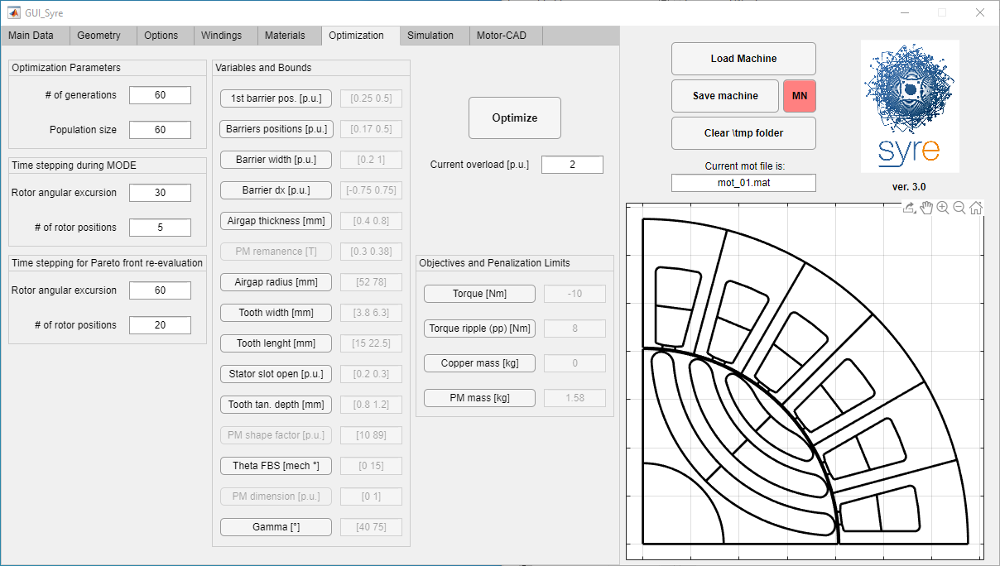 GUI_Syre
Main Data Geometry Options Windings Materials Optimization Simulation Motor-CAD
Optimization Parameters
# of generations 60
Population size 60
Time stepping during MODE
Rotor angular excursion 30
# of rotor positions 5
Time stepping for Pareto front re-evaluation
Rotor angular excursion 60
# of rotor positions 20
Variables and Bounds
1st barrier pos. [p.u.] [0.25 0.5]
Barriers positions [p.u.] [0.17 0.5]
Barrier width [p.u.] [0.2 1]
Barrier dx [p.u.] [-0.75 0.75]
Airgap thickness [mm] [0.4 0.8]
PM remanence [T] [0.3 0.38]
Airgap radius [mm] [52 78]
Tooth width [mm] [3.8 6.3]
Tooth lenght [mm] [15 22.5]
Stator slot open [p.u.] [0.2 0.3]
Tooth tan. depth [mm] [0.8 1.2]
PM shape factor [p.u.] [10 89]
Theta FBS [mech °] [0 15]
PM dimension [p.u.] [0 1]
Gamma [°] [40 75]
Optimize
Current overload [p.u.] 2
Objectives and Penalization Limits
Torque [Nm] -10
Torque ripple (pp) [Nm] 8
Copper mass [kg] 0
PM mass [kg] 1.58
Load Machine
Save machine MN
Clear \tmp folder
Current mot file is:
mot_01.mat
syre
ver. 3.0